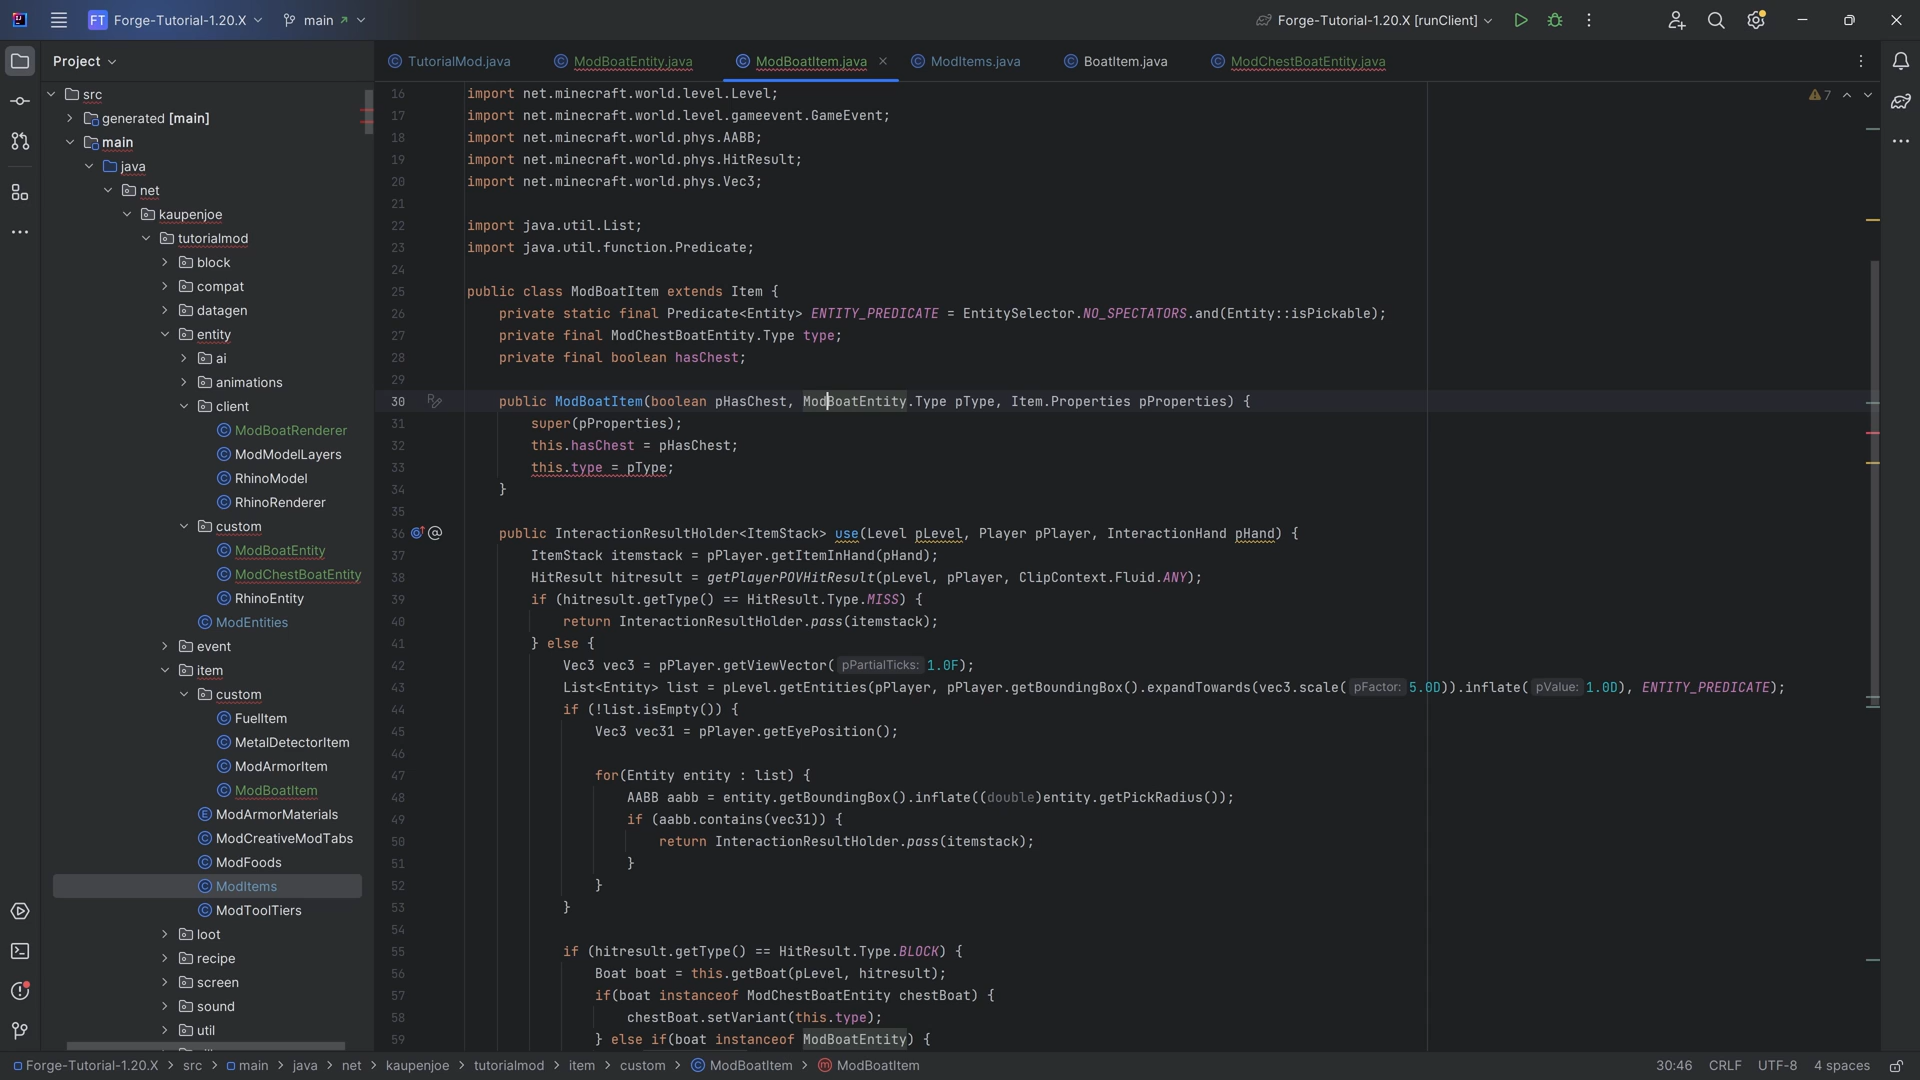 FT Forge-Tutorial-1.20.X main Forge-Tutorial-1.20.X [runClient]
Project
src
generated [main]
main
java
net
kaupenjoe
tutorialmod
block
compat
datagen
entity
ai
animations
client
ModBoatRenderer
ModModelLayers
RhinoModel
RhinoRenderer
custom
ModBoatEntity
ModChestBoatEntity
RhinoEntity
ModEntities
event
item
custom
FuelItem
MetalDetectorItem
ModArmorItem
ModBoatItem
ModArmorMaterials
ModCreativeModTabs
ModFoods
ModItems
ModToolTiers
loot
recipe
screen
sound
util
TutorialMod.java ModBoatEntity.java ModBoatItem.java ModItems.java BoatItem.java ModChestBoatEntity.java
7
16 import net.minecraft.world.level.Level;
17 import net.minecraft.world.level.gameevent.GameEvent;
18 import net.minecraft.world.phys.AABB;
19 import net.minecraft.world.phys.HitResult;
20 import net.minecraft.world.phys.Vec3;
21
22 import java.util.List;
23 import java.util.function.Predicate;
24
25 public class ModBoatItem extends Item {
26 private static final Predicate<Entity> ENTITY_PREDICATE = EntitySelector.NO_SPECTATORS.and(Entity::isPickable);
27 private final ModChestBoatEntity.Type type;
28 private final boolean hasChest;
29
30 public ModBoatItem(boolean pHasChest, ModBoatEntity.Type pType, Item.Properties pProperties) {
31 super(pProperties);
32 this.hasChest = pHasChest;
33 this.type = pType;
34 }
35
36 @ public InteractionResultHolder<ItemStack> use(Level pLevel, Player pPlayer, InteractionHand pHand) {
37 ItemStack itemstack = pPlayer.getItemInHand(pHand);
38 HitResult hitresult = getPlayerPOVHitResult(pLevel, pPlayer, ClipContext.Fluid.ANY);
39 if (hitresult.getType() == HitResult.Type.MISS) {
40 return InteractionResultHolder.pass(itemstack);
41 } else {
42 Vec3 vec3 = pPlayer.getViewVector( pPartialTicks: 1.0F);
43 List<Entity> list = pLevel.getEntities(pPlayer, pPlayer.getBoundingBox().expandTowards(vec3.scale( pFactor: 5.0D)).inflate( pValue: 1.0D), ENTITY_PREDICATE);
44 if (!list.isEmpty()) {
45 Vec3 vec31 = pPlayer.getEyePosition();
46
47 for(Entity entity : list) {
48 AABB aabb = entity.getBoundingBox().inflate((double)entity.getPickRadius());
49 if (aabb.contains(vec31)) {
50 return InteractionResultHolder.pass(itemstack);
51 }
52 }
53 }
54
55 if (hitresult.getType() == HitResult.Type.BLOCK) {
56 Boat boat = this.getBoat(pLevel, hitresult);
57 if(boat instanceof ModChestBoatEntity chestBoat) {
58 chestBoat.setVariant(this.type);
59 } else if(boat instanceof ModBoatEntity) {
Forge-Tutorial-1.20.X > src > main > java > net > kaupenjoe > tutorialmod > item > custom > ModBoatItem > ModBoatItem 30:46 CRLF UTF-8 4 spaces